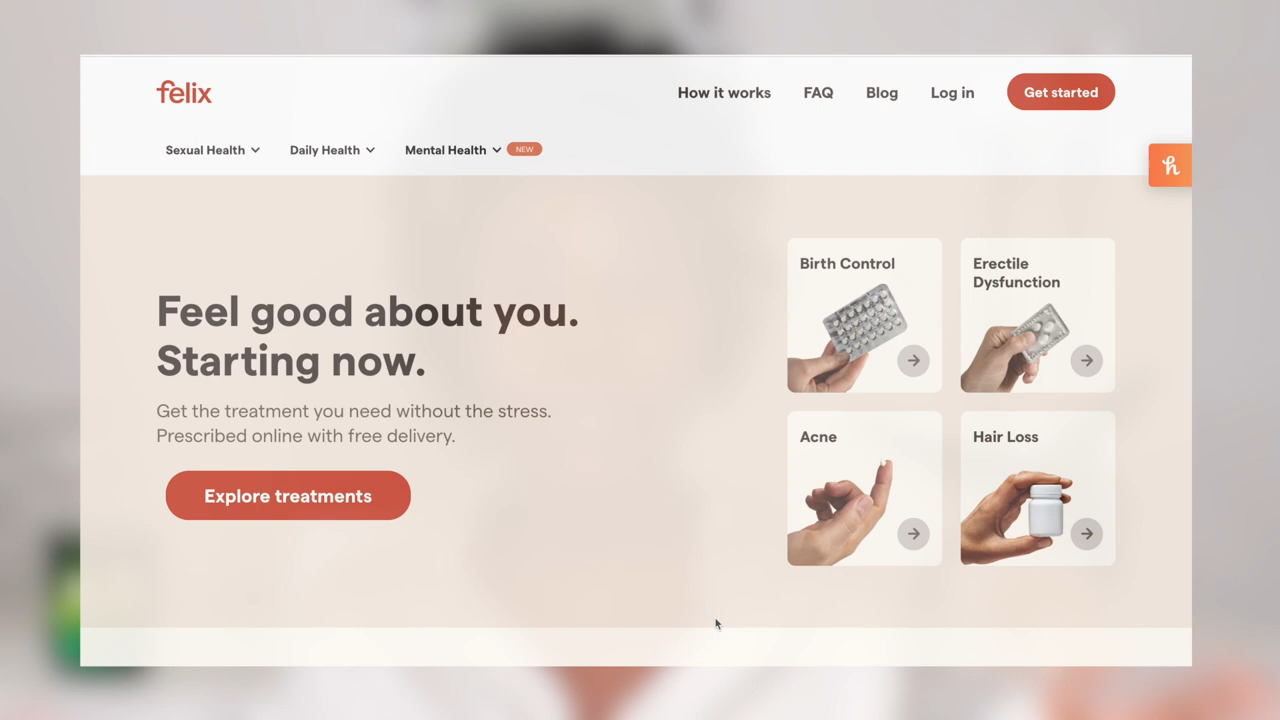 felix
How it works
FAQ
Blog
Log in
Get started
Sexual Health
Daily Health
Mental Health
NEW
h
Feel good about you.
Starting now.
Get the treatment you need without the stress.
Prescribed online with free delivery.
Explore treatments
Birth Control
Erectile
Dysfunction
Acne
Hair Loss